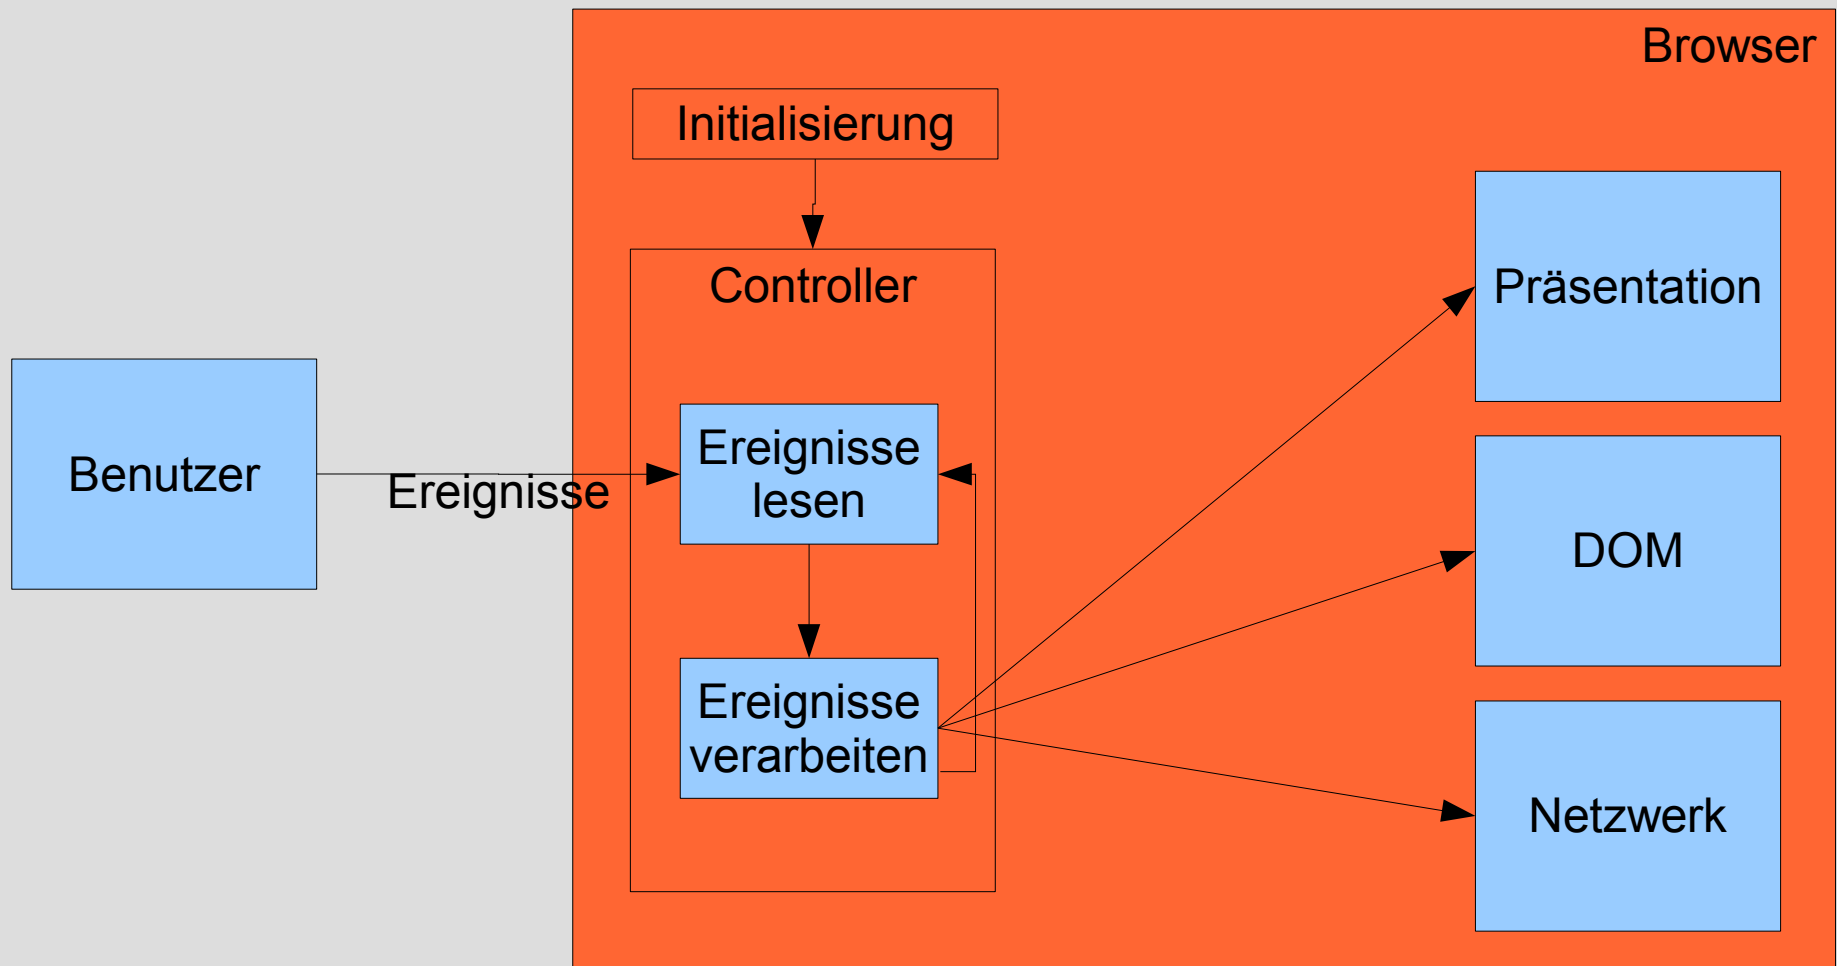 Browser
Initialisierung
Controller
Präsentation
Benutzer
Ereignisse
Ereignisse
lesen
DOM
Ereignisse
verarbeiten
Netzwerk